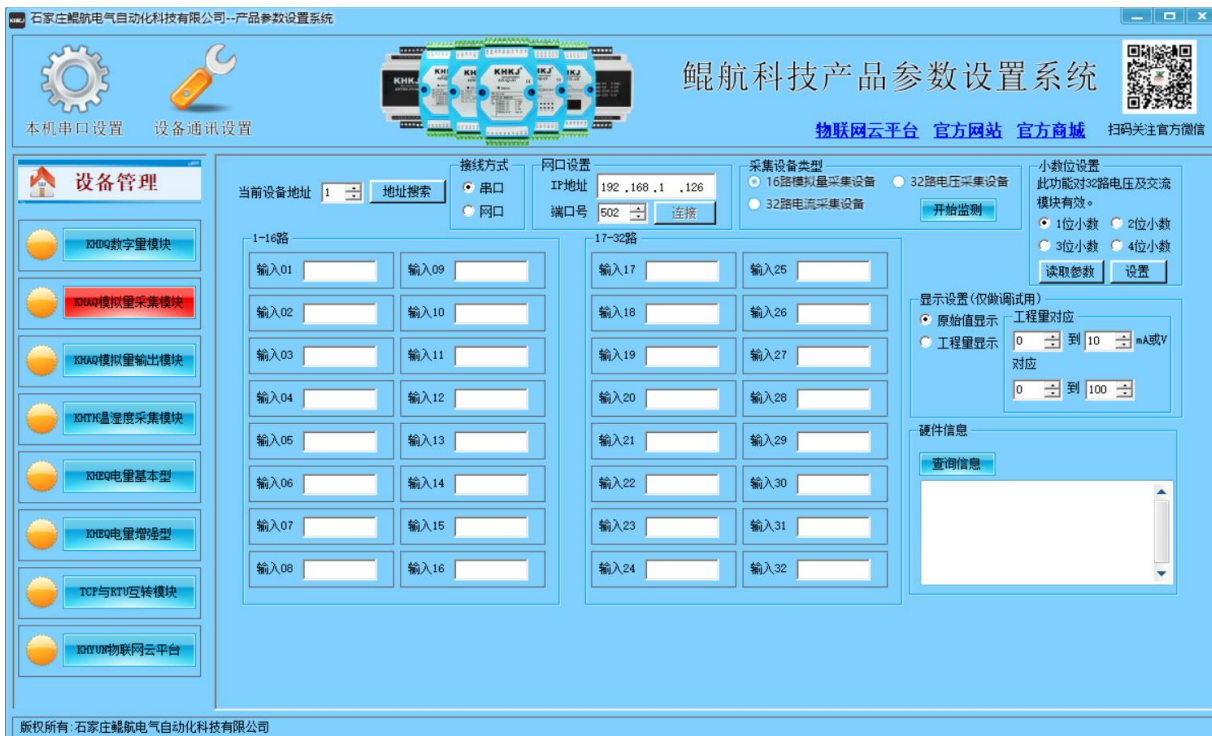 石家庄鲲航电气自动化科技有限公司--产品参数设置系统
本机串口设置
设备通讯设置
KHKJ
鲲航科技产品参数设置系统
物联网云平台 官方网站 官方商城
扫码关注官方微信
设备管理
KHDQ数字量模块
KHAQ模拟量采集模块
KHAQ模拟量输出模块
KHTH温湿度采集模块
KHEQ电量基本型
KHEQ电量增强型
TCP与RTU互转模块
KHYUN物联网云平台
当前设备地址 1 地址搜索
接线方式
串口
网口
网口设置
IP地址 192 .168 .1 .126
端口号 502 连接
采集设备类型
16路模拟量采集设备 32路电压采集设备
32路电流采集设备 开始监测
小数位设置
此功能对32路电压及交流
模块有效。
1位小数 2位小数
3位小数 4位小数
读取参数 设置
1-16路
输入01 输入09
输入02 输入10
输入03 输入11
输入04 输入12
输入05 输入13
输入06 输入14
输入07 输入15
输入08 输入16
17-32路
输入17 输入25
输入18 输入26
输入19 输入27
输入20 输入28
输入21 输入29
输入22 输入30
输入23 输入31
输入24 输入32
显示设置(仅做调试用)
原始值显示
工程量显示
工程量对应
0 到 10 mA或V
对应
0 到 100
硬件信息
查询信息
版权所有:石家庄鲲航电气自动化科技有限公司